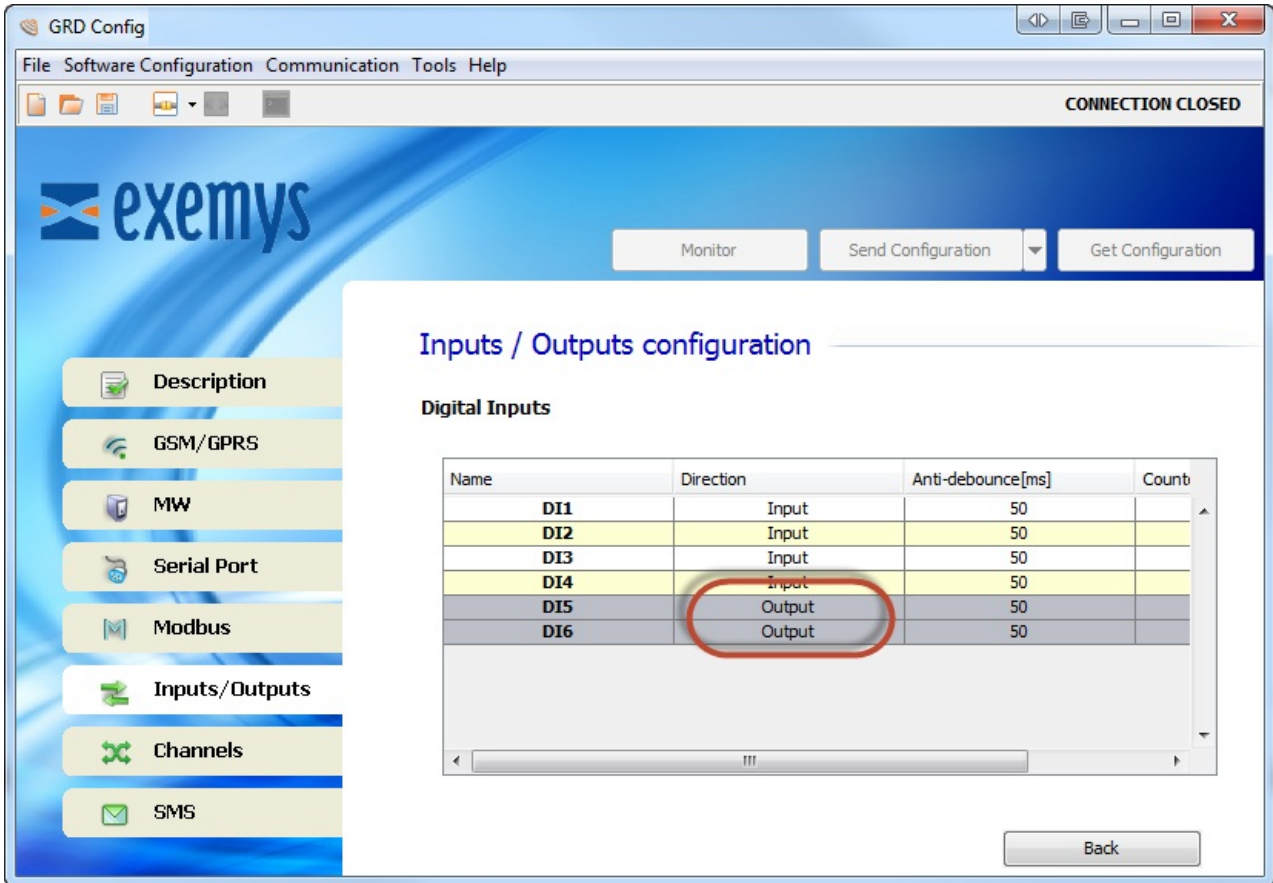 GRD Config
File Software Configuration Communication Tools Help
CONNECTION CLOSED
exemys
Monitor Send Configuration Get Configuration
Inputs / Outputs configuration
Description
GSM/GPRS
MW
Serial Port
Modbus
Inputs/Outputs
Channels
SMS
Digital Inputs
Name Direction Anti-debounce[ms] Counte
DI1 Input 50
DI2 Input 50
DI3 Input 50
DI4 Input 50
DI5 Output 50
DI6 Output 50
Back